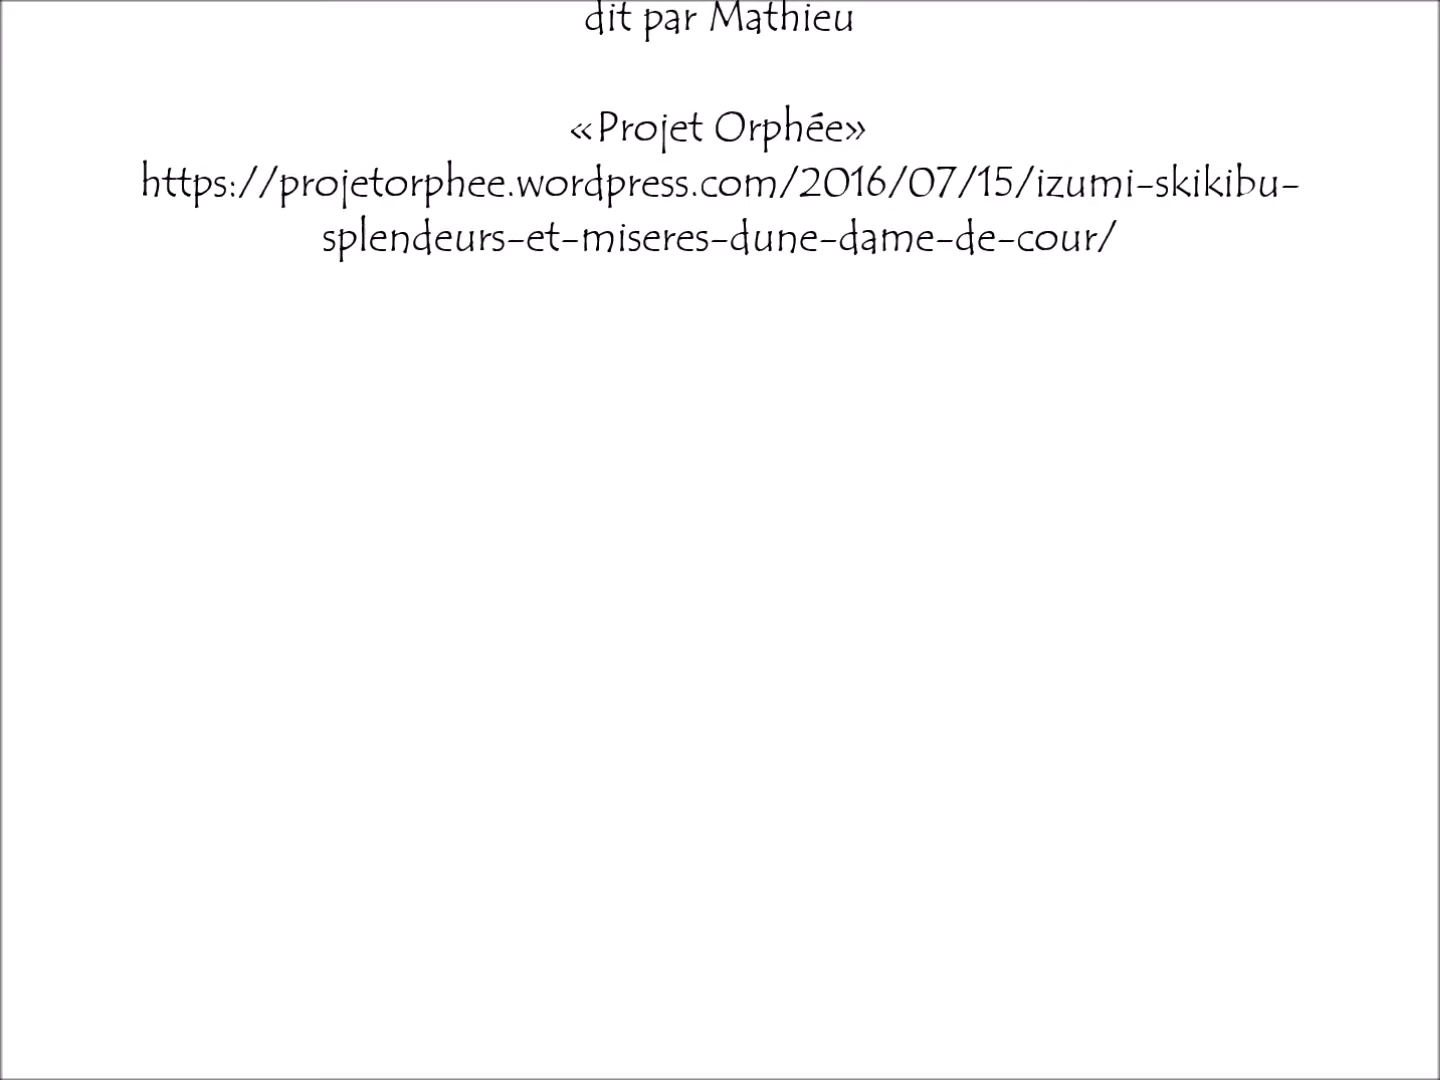 dit par Mathieu
«Projet Orphée»
https://projetorphee.wordpress.com/2016/07/15/izumi-skikibu-
splendeurs-et-miseres-dune-dame-de-cour/